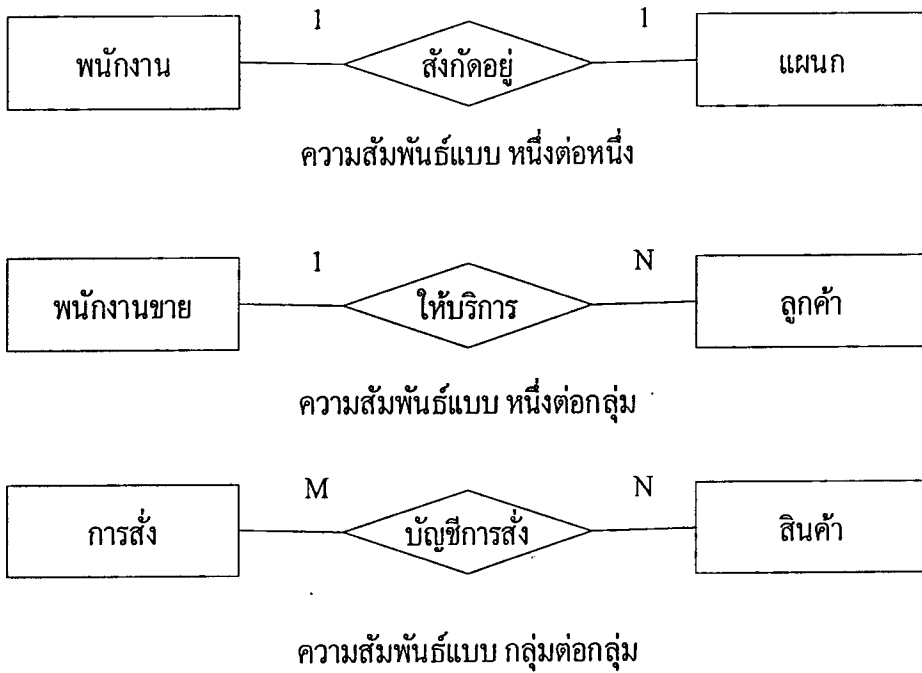 1 1
พนักงาน สังกัดอยู่ แผนก
ความสัมพันธ์แบบ หนึ่งต่อหนึ่ง
1 N
พนักงานขาย ให้บริการ ลูกค้า
ความสัมพันธ์แบบ หนึ่งต่อกลุ่ม
M N
การสั่ง บัญชีการสั่ง สินค้า
ความสัมพันธ์แบบ กลุ่มต่อกลุ่ม